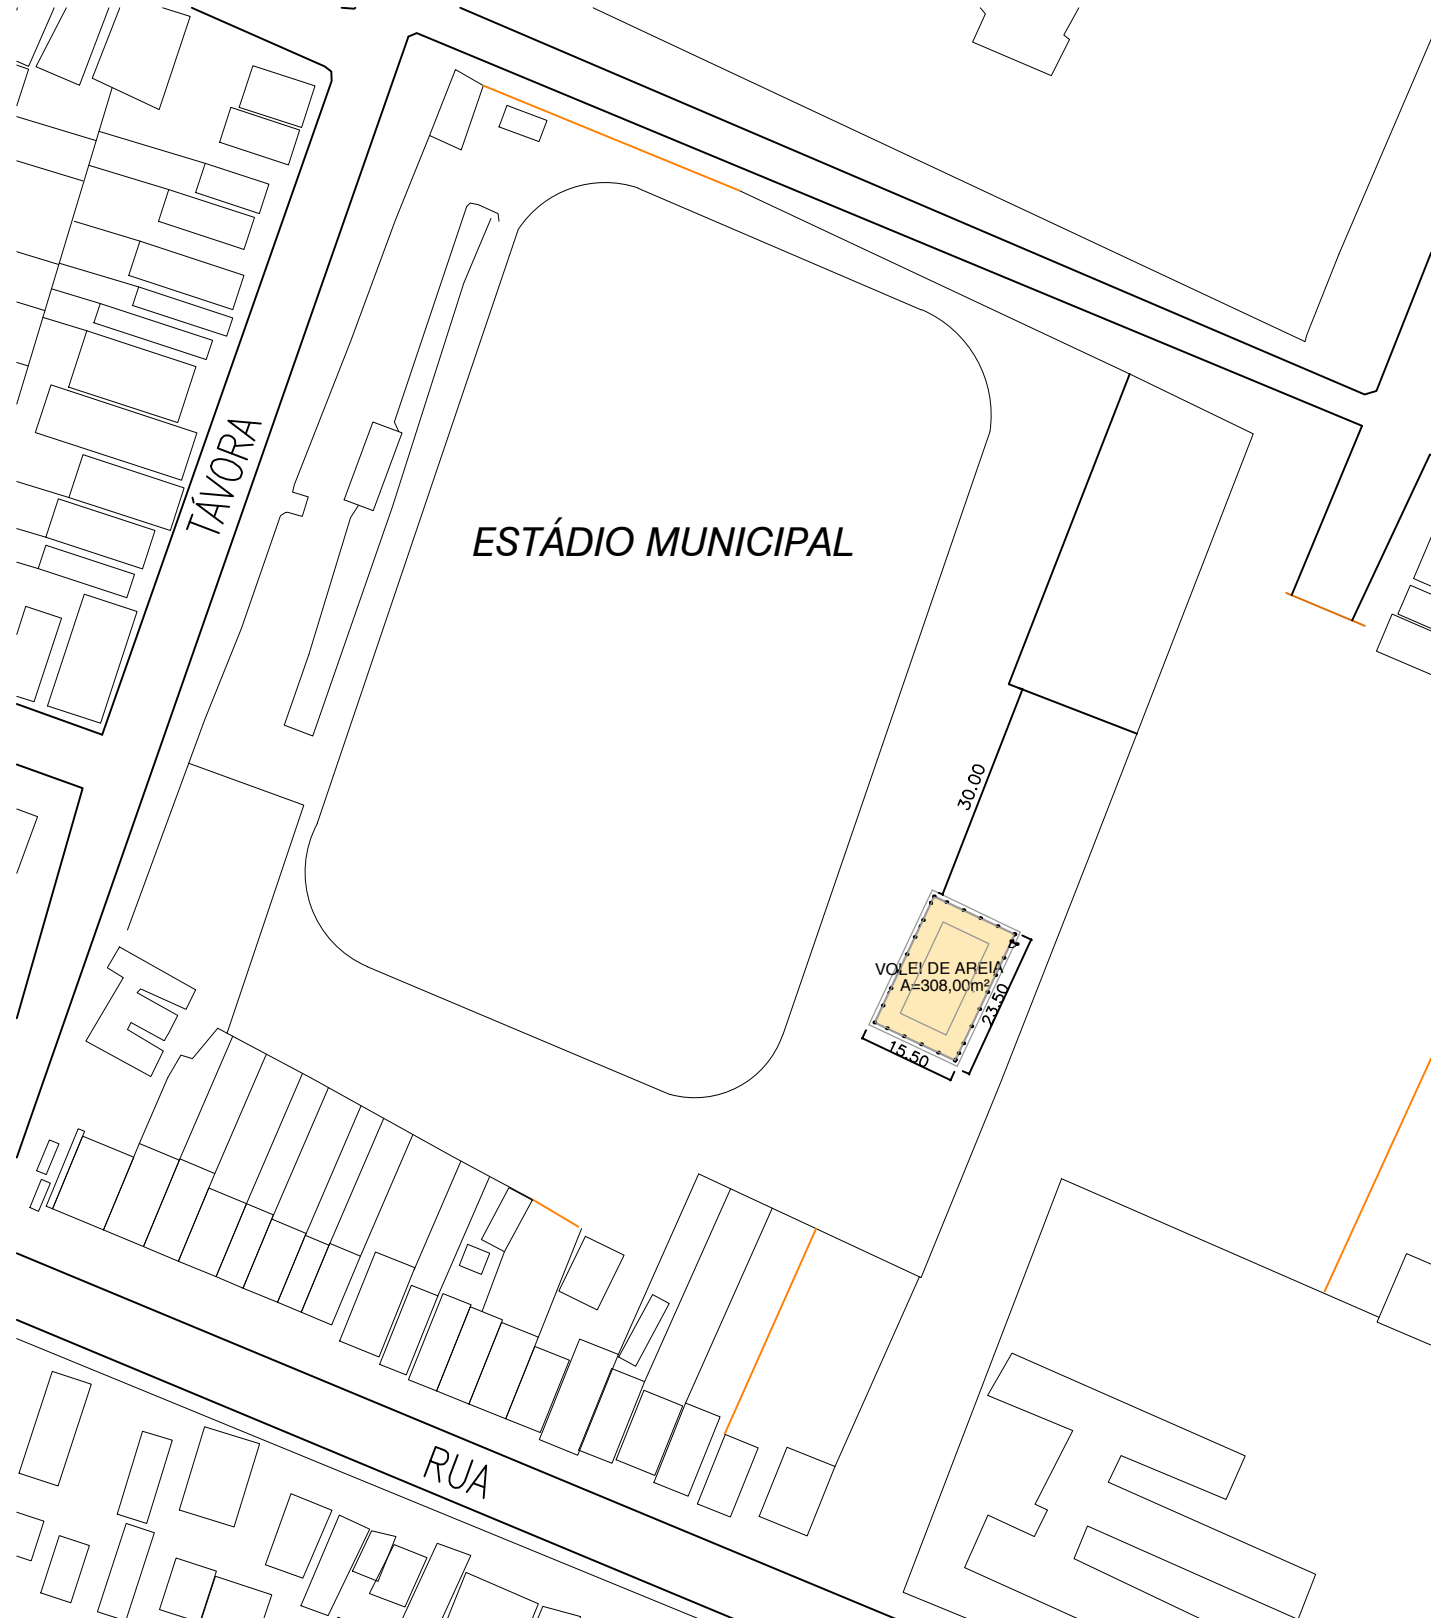 TÁVORA
ESTÁDIO MUNICIPAL
30.00
VOLEI DE AREIA
A=308,00m²
23.50
15.50
RUA